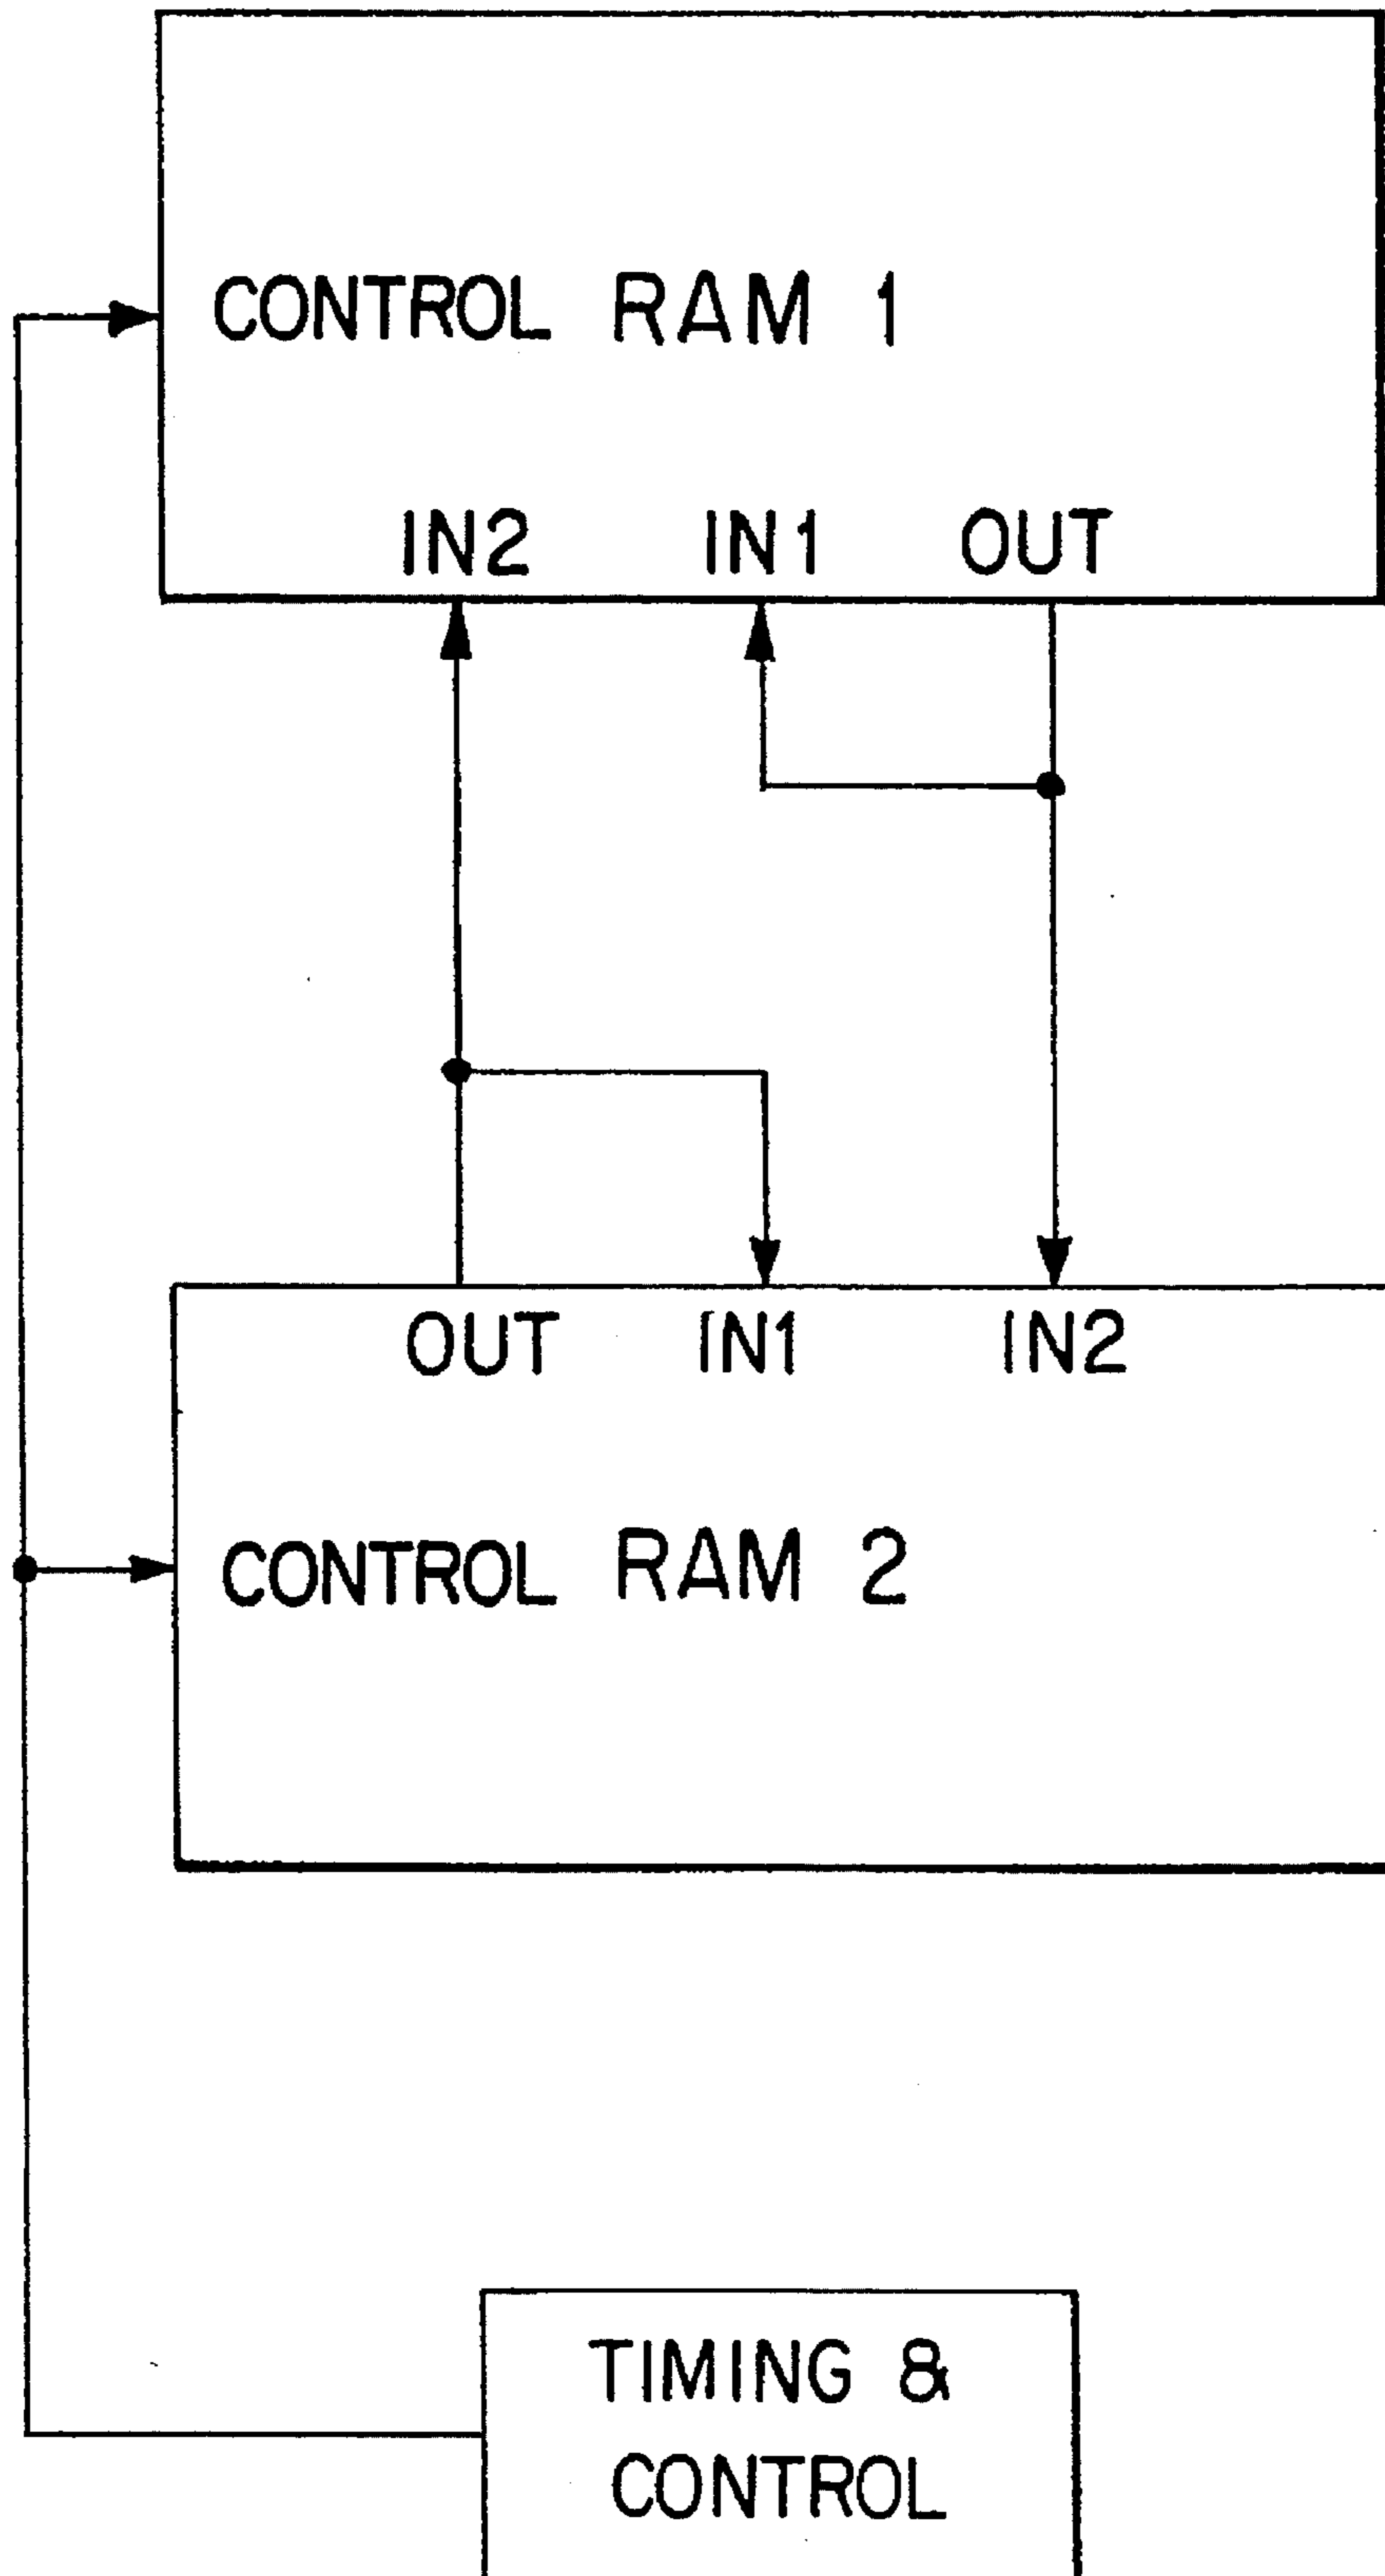 CONTROL RAM 1
IN2 IN1 OUT
OUT IN1 IN2
CONTROL RAM 2
TIMING &
CONTROL